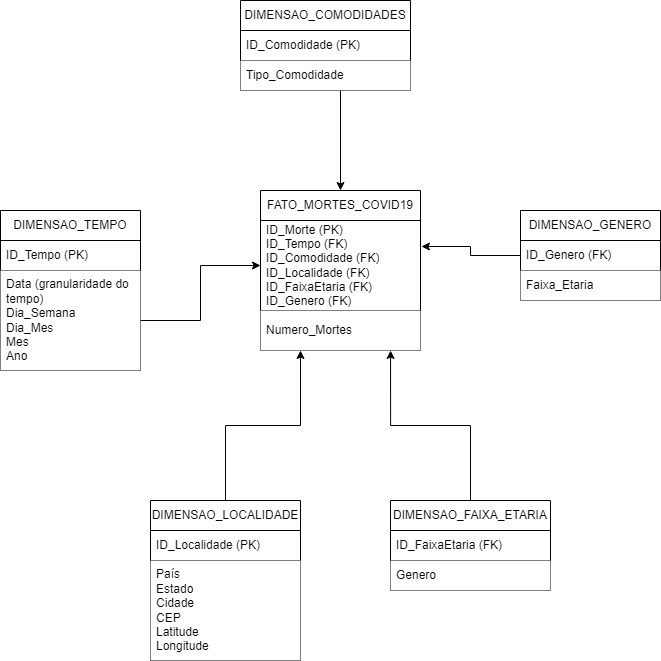 DIMENSAO_COMODIDADES
ID_Comodidade (PK)
Tipo_Comodidade
DIMENSAO_TEMPO
ID_Tempo (PK)
Data (granularidade do
tempo)
Dia_Semana
Dia_Mes
Mes
Ano
FATO_MORTES_COVID19
ID_Morte (PK)
ID_Tempo (FK)
ID_Comodidade (FK)
ID_Localidade (FK)
ID_FaixaEtaria (FK)
ID_Genero (FK)
Numero_Mortes
DIMENSAO_GENERO
ID_Genero (FK)
Faixa_Etaria
DIMENSAO_LOCALIDADE
ID_Localidade (PK)
País
Estado
Cidade
CEP
Latitude
Longitude
DIMENSAO_FAIXA_ETARIA
ID_FaixaEtaria (FK)
Genero